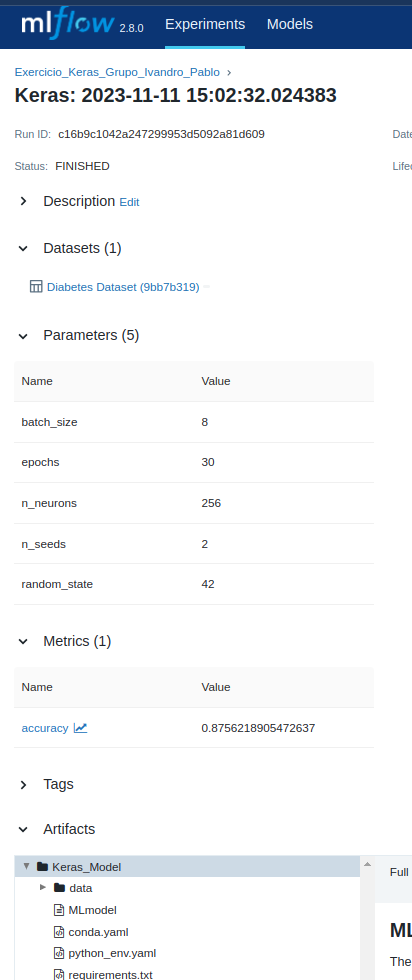 mlflow 2.8.0 Experiments Models
Exercicio_Keras_Grupo_Ivandro_Pablo ›
Keras: 2023-11-11 15:02:32.024383
Run ID: c16b9c1042a247299953d5092a81d609 Date
Status: FINISHED Lifec
Description Edit
Datasets (1)
Diabetes Dataset (9bb7b319)
Parameters (5)
Name Value
batch_size 8
epochs 30
n_neurons 256
n_seeds 2
random_state 42
Metrics (1)
Name Value
accuracy 0.8756218905472637
Tags
Artifacts
Keras_Model Full
data
MLmodel
conda.yaml ML
python_env.yaml The
requirements.txt